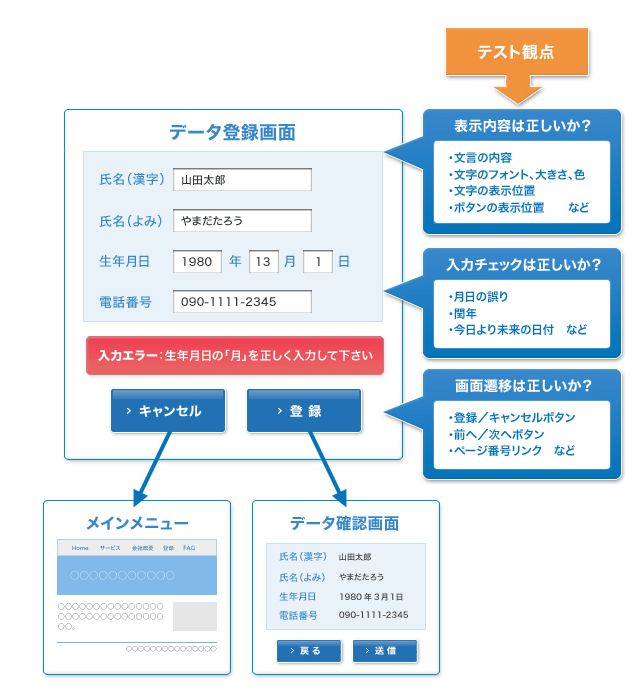 テスト観点
データ登録画面
氏名(漢字) 山田太郎
氏名(よみ) やまだたろう
生年月日 1980 年 13 月 1 日
電話番号 090-1111-2345
入力エラー：生年月日の「月」を正しく入力して下さい
› キャンセル
› 登 録
表示内容は正しいか？
・文言の内容
・文字のフォント、大きさ、色
・文字の表示位置
・ボタンの表示位置　など
入力チェックは正しいか？
・月日の誤り
・閏年
・今日より未来の日付　など
画面遷移は正しいか？
・登録／キャンセルボタン
・前へ／次へボタン
・ページ番号リンク　など
メインメニュー
Home サービス 会社概要 登録 FAQ
〇〇〇〇〇〇〇〇〇〇〇
〇〇〇〇〇〇〇〇〇〇〇〇〇〇
〇〇〇〇〇〇〇〇〇〇〇〇〇〇
〇〇。
〇〇〇〇〇〇〇〇〇〇〇〇〇〇
データ確認画面
氏名(漢字) 山田太郎
氏名(よみ) やまだたろう
生年月日 1980 年 3 月 1 日
電話番号 090-1111-2345
› 戻 る
› 送 信